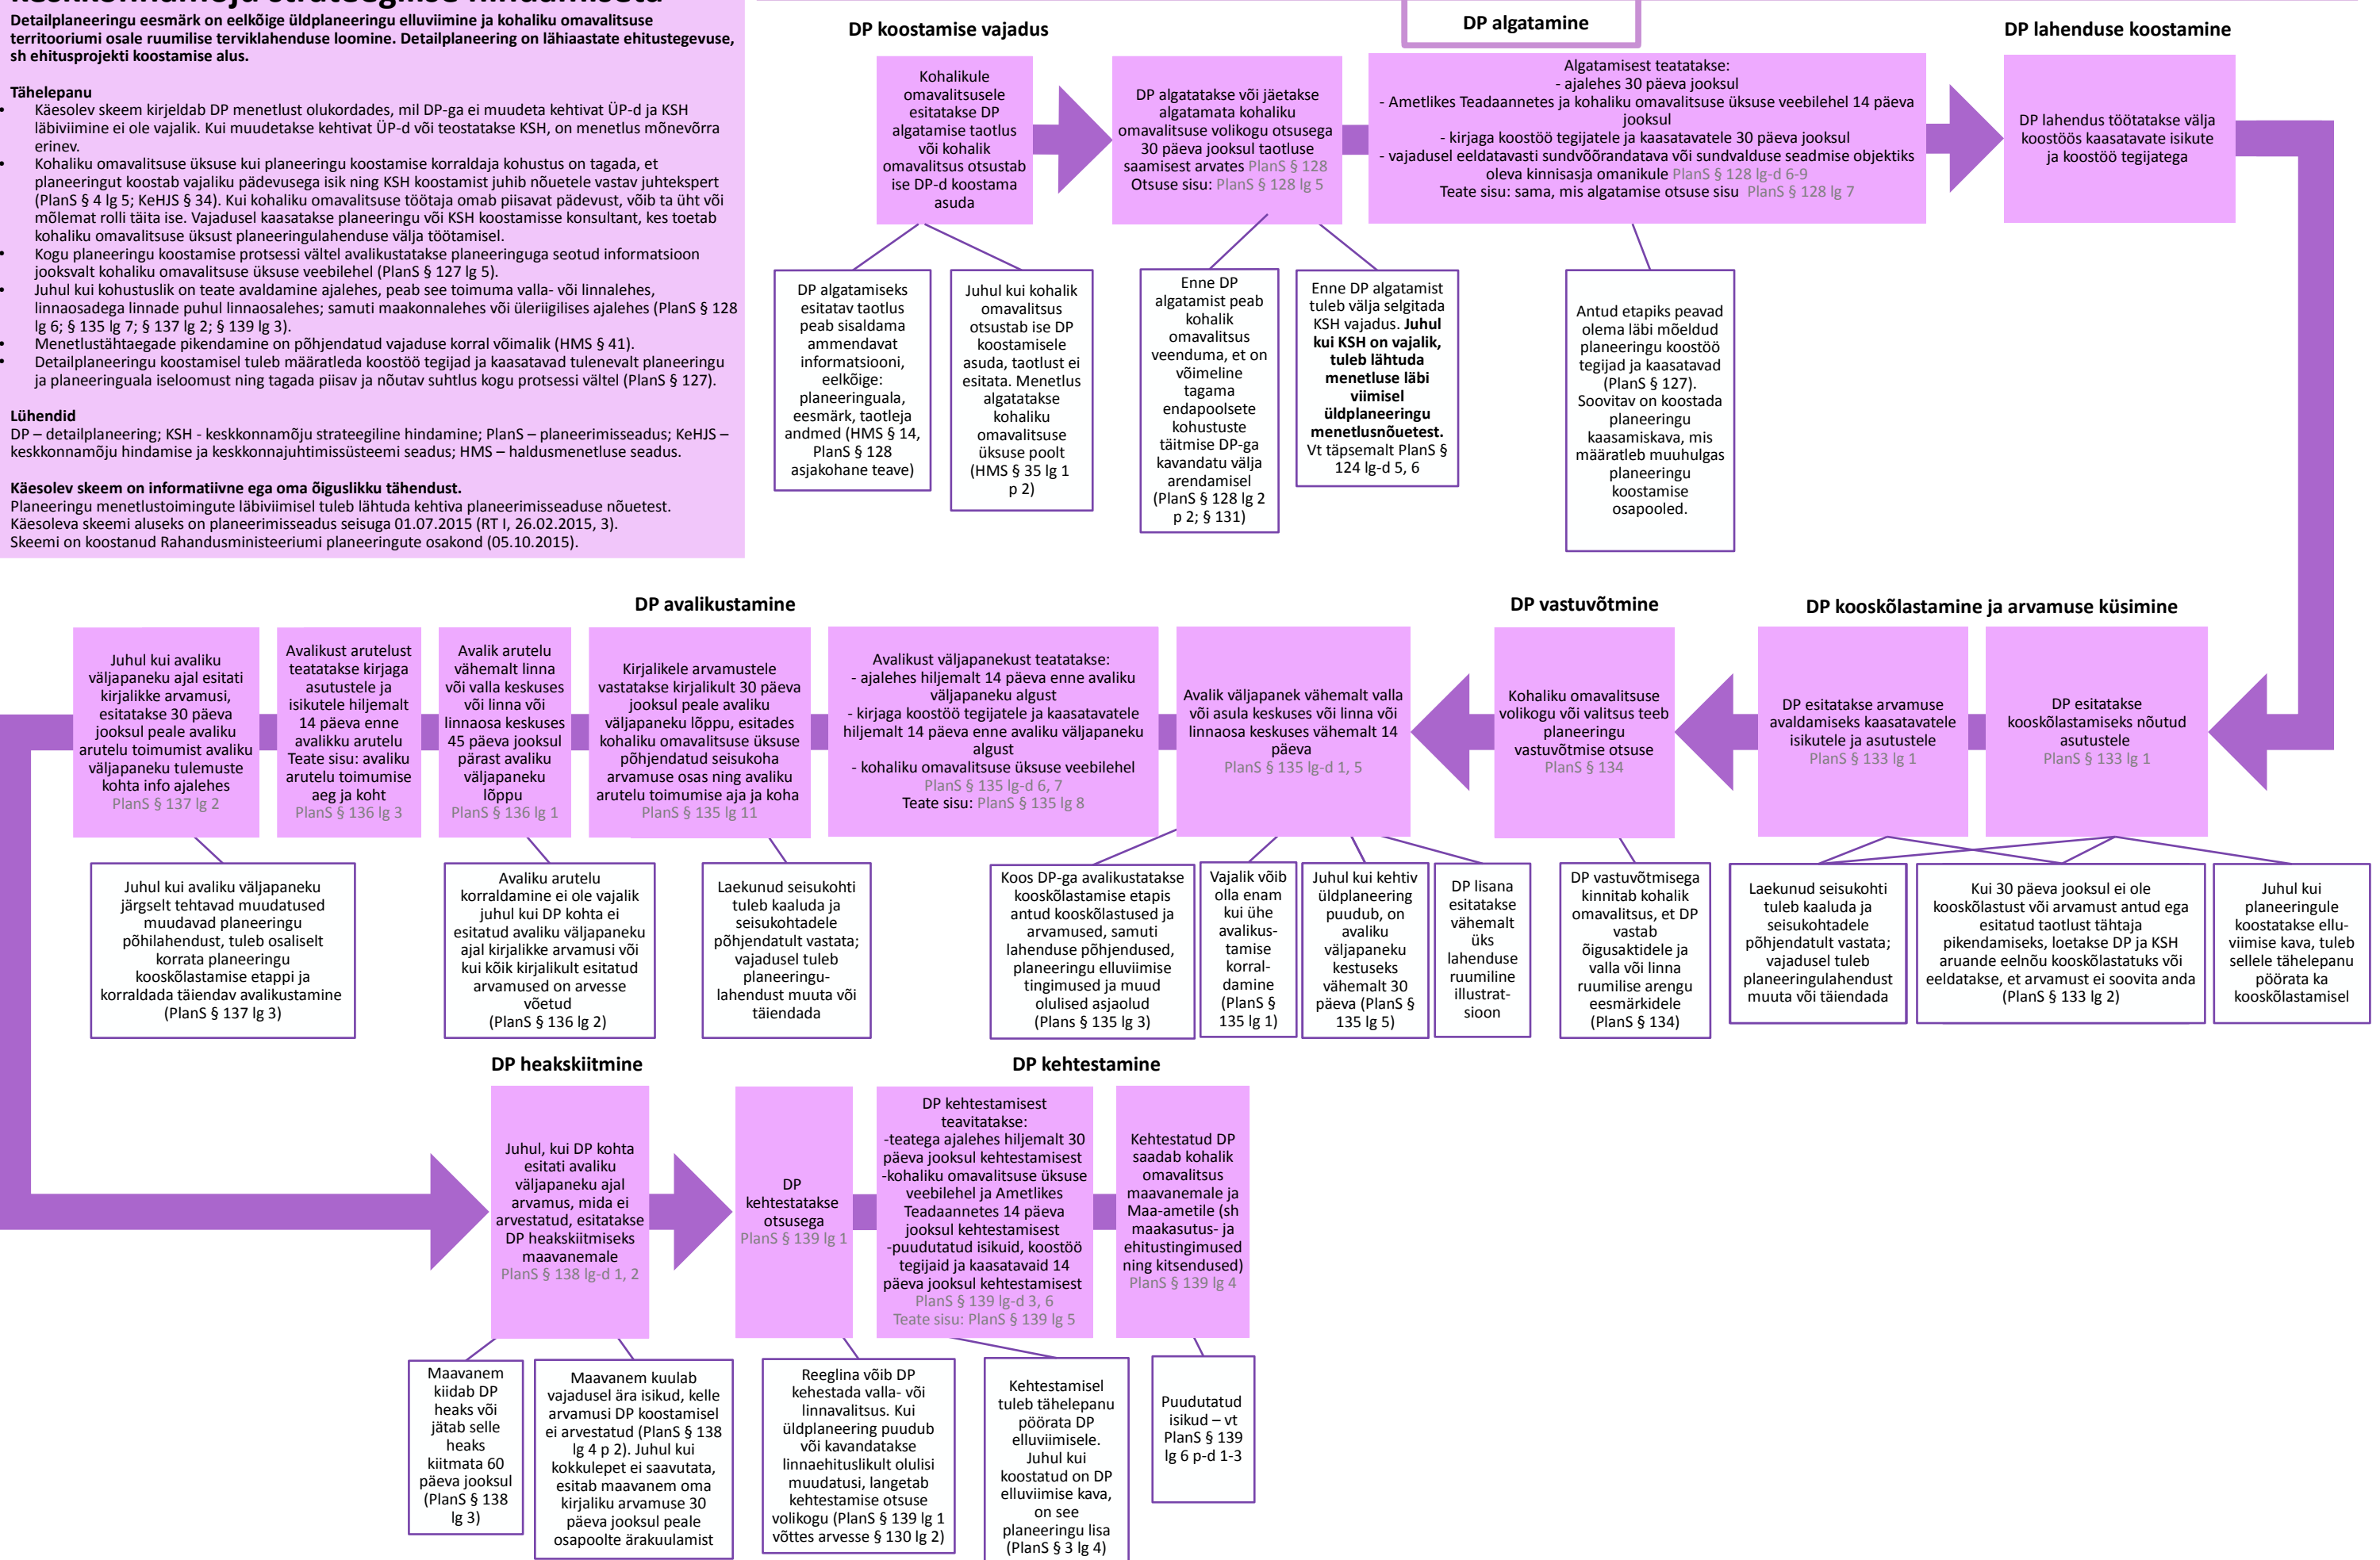 keskkonnamõju strateegilise hindamiseta
Detailplaneeringu eesmärk on eelkõige üldplaneeringu elluviimine ja kohaliku omavalitsuse
territooriumi osale ruumilise terviklahenduse loomine. Detailplaneering on lähiaastate ehitustegevuse,
sh ehitusprojekti koostamise alus.
Tähelepanu
• Käesolev skeem kirjeldab DP menetlust olukordades, mil DP-ga ei muudeta kehtivat ÜP-d ja KSH
läbiviimine ei ole vajalik. Kui muudetakse kehtivat ÜP-d või teostatakse KSH, on menetlus mõnevõrra
erinev.
• Kohaliku omavalitsuse üksuse kui planeeringu koostamise korraldaja kohustus on tagada, et
planeeringut koostab vajaliku pädevusega isik ning KSH koostamist juhib nõuetele vastav juhtekspert
(PlanS § 4 lg 5; KeHJS § 34). Kui kohaliku omavalitsuse töötaja omab piisavat pädevust, võib ta üht või
mõlemat rolli täita ise. Vajadusel kaasatakse planeeringu või KSH koostamisse konsultant, kes toetab
kohaliku omavalitsuse üksust planeeringulahenduse välja töötamisel.
• Kogu planeeringu koostamise protsessi vältel avalikustatakse planeeringuga seotud informatsioon
jooksvalt kohaliku omavalitsuse üksuse veebilehel (PlanS § 127 lg 5).
• Juhul kui kohustuslik on teate avaldamine ajalehes, peab see toimuma valla- või linnalehes,
linnaosadega linnade puhul linnaosalehes; samuti maakonnalehes või üleriigilises ajalehes (PlanS § 128
lg 6; § 135 lg 7; § 137 lg 2; § 139 lg 3).
• Menetlustähtaegade pikendamine on põhjendatud vajaduse korral võimalik (HMS § 41).
• Detailplaneeringu koostamisel tuleb määratleda koostöö tegijad ja kaasatavad tulenevalt planeeringu
ja planeeringuala iseloomust ning tagada piisav ja nõutav suhtlus kogu protsessi vältel (PlanS § 127).
Lühendid
DP – detailplaneering; KSH - keskkonnamõju strateegiline hindamine; PlanS – planeerimisseadus; KeHJS –
keskkonnamõju hindamise ja keskkonnajuhtimissüsteemi seadus; HMS – haldusmenetluse seadus.
Käesolev skeem on informatiivne ega oma õiguslikku tähendust.
Planeeringu menetlustoimingute läbiviimisel tuleb lähtuda kehtiva planeerimisseaduse nõuetest.
Käesoleva skeemi aluseks on planeerimisseadus seisuga 01.07.2015 (RT I, 26.02.2015, 3).
Skeemi on koostanud Rahandusministeeriumi planeeringute osakond (05.10.2015).
DP koostamise vajadus
Kohalikule
omavalitsusele
esitatakse DP
algatamise taotlus
või kohalik
omavalitsus otsustab
ise DP-d koostama
asuda
DP algatamiseks
esitatav taotlus
peab sisaldama
ammendavat
informatsiooni,
eelkõige:
planeeringuala,
eesmärk, taotleja
andmed (HMS § 14,
PlanS § 128
asjakohane teave)
Juhul kui kohalik
omavalitsus
otsustab ise DP
koostamisele
asuda, taotlust ei
esitata. Menetlus
algatatakse
kohaliku
omavalitsuse
üksuse poolt
(HMS § 35 lg 1
p 2)
DP algatamine
DP algatatakse või jäetakse
algatamata kohaliku
omavalitsuse volikogu otsusega
30 päeva jooksul taotluse
saamisest arvates PlanS § 128
Otsuse sisu: PlanS § 128 lg 5
Algatamisest teatatakse:
- ajalehes 30 päeva jooksul
- Ametlikes Teadaannetes ja kohaliku omavalitsuse üksuse veebilehel 14 päeva
jooksul
- kirjaga koostöö tegijatele ja kaasatavatele 30 päeva jooksul
- vajadusel eeldatavasti sundvõõrandatava või sundvalduse seadmise objektiks
oleva kinnisasja omanikule PlanS § 128 lg-d 6-9
Teate sisu: sama, mis algatamise otsuse sisu PlanS § 128 lg 7
Enne DP
algatamist peab
kohalik
omavalitsus
veenduma, et on
võimeline
tagama
endapoolsete
kohustuste
täitmise DP-ga
kavandatu välja
arendamisel
(PlanS § 128 lg 2
p 2; § 131)
Enne DP algatamist
tuleb välja selgitada
KSH vajadus. Juhul
kui KSH on vajalik,
tuleb lähtuda
menetluse läbi
viimisel
üldplaneeringu
menetlusnõuetest.
Vt täpsemalt PlanS §
124 lg-d 5, 6
Antud etapiks peavad
olema läbi mõeldud
planeeringu koostöö
tegijad ja kaasatavad
(PlanS § 127).
Soovitav on koostada
planeeringu
kaasamiskava, mis
määratleb muuhulgas
planeeringu
koostamise
osapooled.
DP lahenduse koostamine
DP lahendus töötatakse välja
koostöös kaasatavate isikute
ja koostöö tegijatega
DP kooskõlastamine ja arvamuse küsimine
DP esitatakse
kooskõlastamiseks nõutud
asutustele
PlanS § 133 lg 1
DP esitatakse arvamuse
avaldamiseks kaasatavatele
isikutele ja asutustele
PlanS § 133 lg 1
Laekunud seisukohti
tuleb kaaluda ja
seisukohtadele
põhjendatult vastata;
vajadusel tuleb
planeeringulahendust
muuta või täiendada
Kui 30 päeva jooksul ei ole
kooskõlastust või arvamust antud ega
esitatud taotlust tähtaja
pikendamiseks, loetakse DP ja KSH
aruande eelnõu kooskõlastatuks või
eeldatakse, et arvamust ei soovita anda
(PlanS § 133 lg 2)
Juhul kui
planeeringule
koostatakse ellu-
viimise kava, tuleb
sellele tähelepanu
pöörata ka
kooskõlastamisel
DP vastuvõtmine
Kohaliku omavalitsuse
volikogu või valitsus teeb
planeeringu
vastuvõtmise otsuse
PlanS § 134
DP vastuvõtmisega
kinnitab kohalik
omavalitsus, et DP
vastab
õigusaktidele ja
valla või linna
ruumilise arengu
eesmärkidele
(PlanS § 134)
DP avalikustamine
Avalik väljapanek vähemalt valla
või asula keskuses või linna või
linnaosa keskuses vähemalt 14
päeva
PlanS § 135 lg-d 1, 5
Koos DP-ga avalikustatakse
kooskõlastamise etapis
antud kooskõlastused ja
arvamused, samuti
lahenduse põhjendused,
planeeringu elluviimise
tingimused ja muud
olulised asjaolud
(Plans § 135 lg 3)
Vajalik võib
olla enam
kui ühe
avalikus-
tamise
korral-
damine
(PlanS §
135 lg 1)
Juhul kui kehtiv
üldplaneering
puudub, on
avaliku
väljapaneku
kestuseks
vähemalt 30
päeva (PlanS §
135 lg 5)
DP lisana
esitatakse
vähemalt
üks
lahenduse
ruumiline
illustrat-
sioon
Avalikust väljapanekust teatatakse:
- ajalehes hiljemalt 14 päeva enne avaliku
väljapaneku algust
- kirjaga koostöö tegijatele ja kaasatavatele
hiljemalt 14 päeva enne avaliku väljapaneku
algust
- kohaliku omavalitsuse üksuse veebilehel
PlanS § 135 lg-d 6, 7
Teate sisu: PlanS § 135 lg 8
Kirjalikele arvamustele
vastatakse kirjalikult 30 päeva
jooksul peale avaliku
väljapaneku lõppu, esitades
kohaliku omavalitsuse üksuse
põhjendatud seisukoha
arvamuse osas ning avaliku
arutelu toimumise aja ja koha
PlanS § 135 lg 11
Laekunud seisukohti
tuleb kaaluda ja
seisukohtadele
põhjendatult vastata;
vajadusel tuleb
planeeringu-
lahendust muuta või
täiendada
Avalik arutelu
vähemalt linna
või valla keskuses
või linna või
linnaosa keskuses
45 päeva jooksul
pärast avaliku
väljapaneku
lõppu
PlanS § 136 lg 1
Avaliku arutelu
korraldamine ei ole vajalik
juhul kui DP kohta ei
esitatud avaliku väljapaneku
ajal kirjalikke arvamusi või
kui kõik kirjalikult esitatud
arvamused on arvesse
võetud
(PlanS § 136 lg 2)
Avalikust arutelust
teatatakse kirjaga
asutustele ja
isikutele hiljemalt
14 päeva enne
avalikku arutelu
Teate sisu: avaliku
arutelu toimumise
aeg ja koht
PlanS § 136 lg 3
Juhul kui avaliku
väljapaneku ajal esitati
kirjalikke arvamusi,
esitatakse 30 päeva
jooksul peale avaliku
arutelu toimumist avaliku
väljapaneku tulemuste
kohta info ajalehes
PlanS § 137 lg 2
Juhul kui avaliku väljapaneku
järgselt tehtavad muudatused
muudavad planeeringu
põhilahendust, tuleb osaliselt
korrata planeeringu
kooskõlastamise etappi ja
korraldada täiendav avalikustamine
(PlanS § 137 lg 3)
DP heakskiitmine
Juhul, kui DP kohta
esitati avaliku
väljapaneku ajal
arvamus, mida ei
arvestatud, esitatakse
DP heakskiitmiseks
maavanemale
PlanS § 138 lg-d 1, 2
Maavanem
kiidab DP
heaks või
jätab selle
heaks
kiitmata 60
päeva jooksul
(PlanS § 138
lg 3)
Maavanem kuulab
vajadusel ära isikud, kelle
arvamusi DP koostamisel
ei arvestatud (PlanS § 138
lg 4 p 2). Juhul kui
kokkulepet ei saavutata,
esitab maavanem oma
kirjaliku arvamuse 30
päeva jooksul peale
osapoolte ärakuulamist
DP kehtestamine
DP
kehtestatakse
otsusega
PlanS § 139 lg 1
Reeglina võib DP
kehestada valla- või
linnavalitsus. Kui
üldplaneering puudub
või kavandatakse
linnaehituslikult olulisi
muudatusi, langetab
kehtestamise otsuse
volikogu (PlanS § 139 lg 1
võttes arvesse § 130 lg 2)
DP kehtestamisest
teavitatakse:
-teatega ajalehes hiljemalt 30
päeva jooksul kehtestamisest
-kohaliku omavalitsuse üksuse
veebilehel ja Ametlikes
Teadaannetes 14 päeva
jooksul kehtestamisest
-puudutatud isikuid, koostöö
tegijaid ja kaasatavaid 14
päeva jooksul kehtestamisest
PlanS § 139 lg-d 3, 6
Teate sisu: PlanS § 139 lg 5
Kehtestamisel
tuleb tähelepanu
pöörata DP
elluviimisele.
Juhul kui
koostatud on DP
elluviimise kava,
on see
planeeringu lisa
(PlanS § 3 lg 4)
Kehtestatud DP
saadab kohalik
omavalitsus
maavanemale ja
Maa-ametile (sh
maakasutus- ja
ehitustingimused
ning kitsendused)
PlanS § 139 lg 4
Puudutatud
isikud – vt
PlanS § 139
lg 6 p-d 1-3